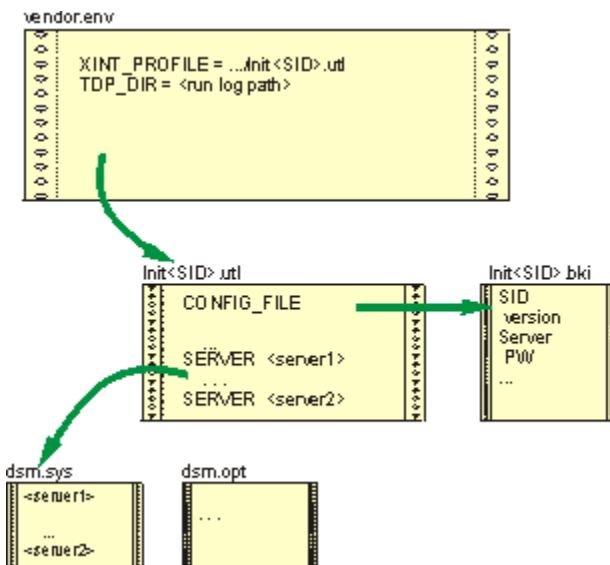 vendor.env
XINT_PROFILE = .../Init<SID>.utl
TDP_DIR = <run log path>
Init<SID>.utl
CONFIG_FILE
...
SERVER <server1>
. . .
SERVER <server2>
Init<SID>.bki
SID
version
Server
PW
...
dsm.sys
<server1>
...
<server2>
dsm.opt
. . .